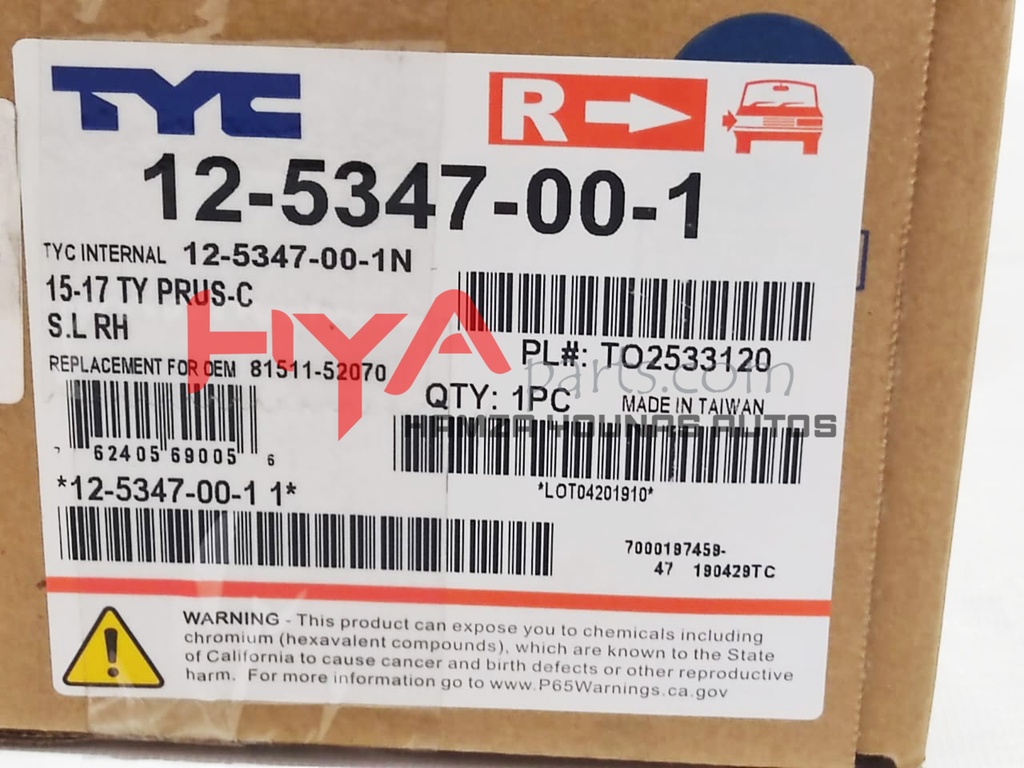 TYC
R
12-5347-00-1
TYC INTERNAL 12-5347-00-1N
15-17 TY PRUS-C
S.L RH
REPLACEMENT FOR OEM 81511-52070
PL#: TO2533120
QTY: 1PC MADE IN TAIWAN
HYA
parts.com
HAMZA YOUNAS AUTOS
7 62405 69005 6
*12-5347-00-1 1*
*LOT04201910*
7000197459-
47 190429TC
WARNING - This product can expose you to chemicals including
chromium (hexavalent compounds), which are known to the State
of California to cause cancer and birth defects or other reproductive
harm. For more information go to www.P65Warnings.ca.gov